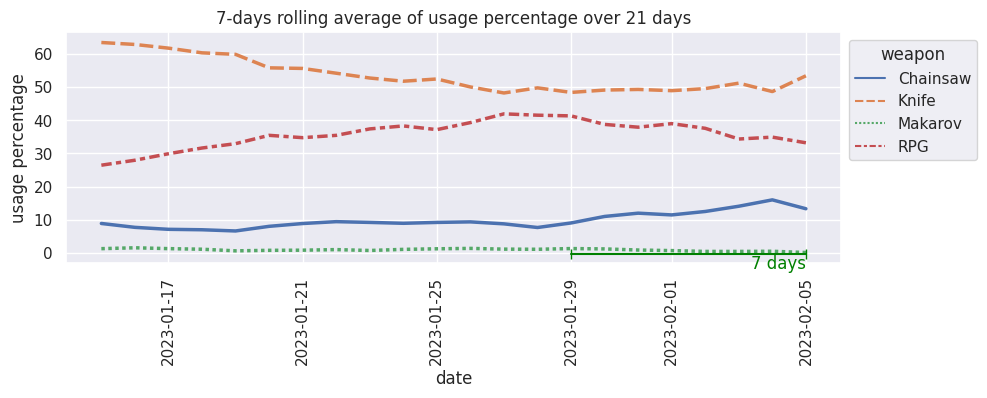 7-days rolling average of usage percentage over 21 days
usage percentage
60
50
40
30
20
10
0
7 days
2023-01-17
2023-01-21
2023-01-25
2023-01-29
2023-02-01
2023-02-05
date
weapon
Chainsaw
Knife
Makarov
RPG